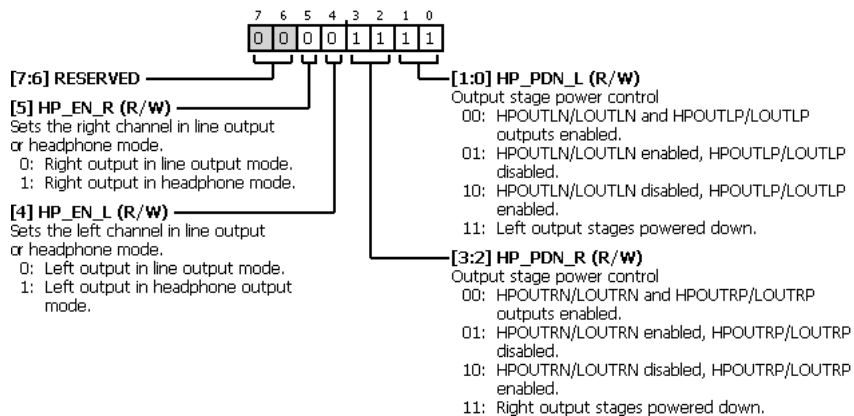 7 6 5 4 3 2 1 0
0 0 0 0 1 1 1 1
[7:6] RESERVED
[5] HP_EN_R (R/W)
Sets the right channel in line output
or headphone mode.
0: Right output in line output mode.
1: Right output in headphone mode.
[4] HP_EN_L (R/W)
Sets the left channel in line output
or headphone mode.
0: Left output in line output mode.
1: Left output in headphone output
mode.
[1:0] HP_PDN_L (R/W)
Output stage power control
00: HPOUTLN/LOUTLN and HPOUTLP/LOUTLP
outputs enabled.
01: HPOUTLN/LOUTLN enabled, HPOUTLP/LOUTLP
disabled.
10: HPOUTLN/LOUTLN disabled, HPOUTLP/LOUTLP
enabled.
11: Left output stages powered down.
[3:2] HP_PDN_R (R/W)
Output stage power control
00: HPOUTRN/LOUTRN and HPOUTRP/LOUTRP
outputs enabled.
01: HPOUTRN/LOUTRN enabled, HPOUTRP/LOUTRP
disabled.
10: HPOUTRN/LOUTRN disabled, HPOUTRP/LOUTRP
enabled.
11: Right output stages powered down.